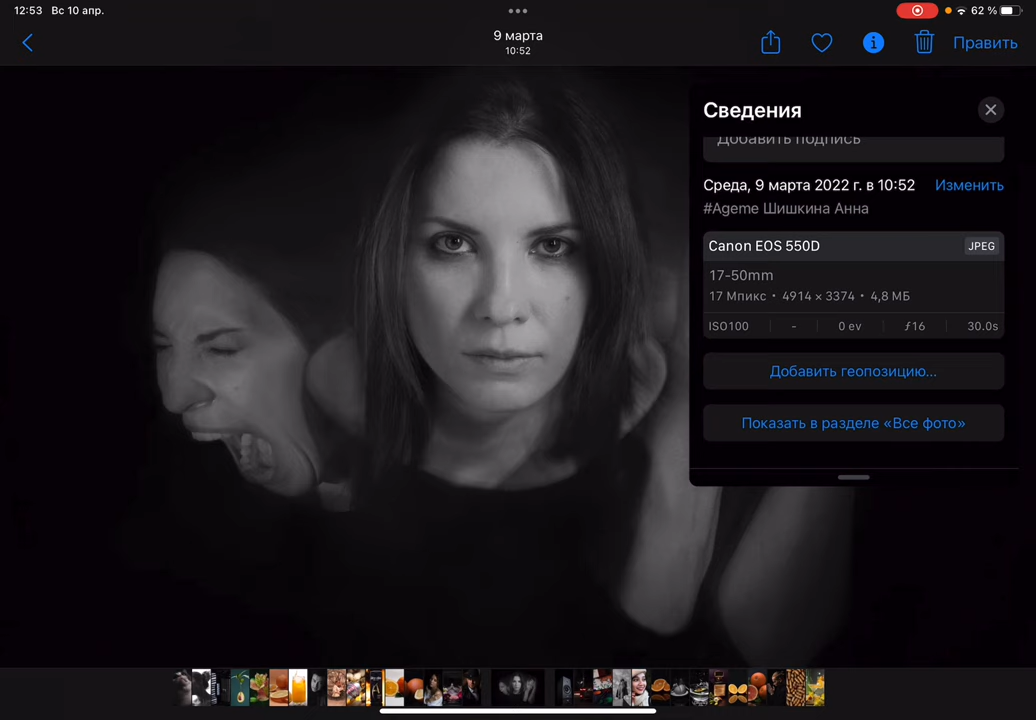 12:53 Вс 10 апр.
62 %
9 марта
10:52
Править
Сведения
Добавить подпись
Среда, 9 марта 2022 г. в 10:52 Изменить
#Ageme Шишкина Анна
Canon EOS 550D JPEG
17-50mm
17 Мпикс • 4914 × 3374 • 4,8 МБ
ISO100 - 0 ev ƒ16 30.0s
Добавить геопозицию...
Показать в разделе «Все фото»